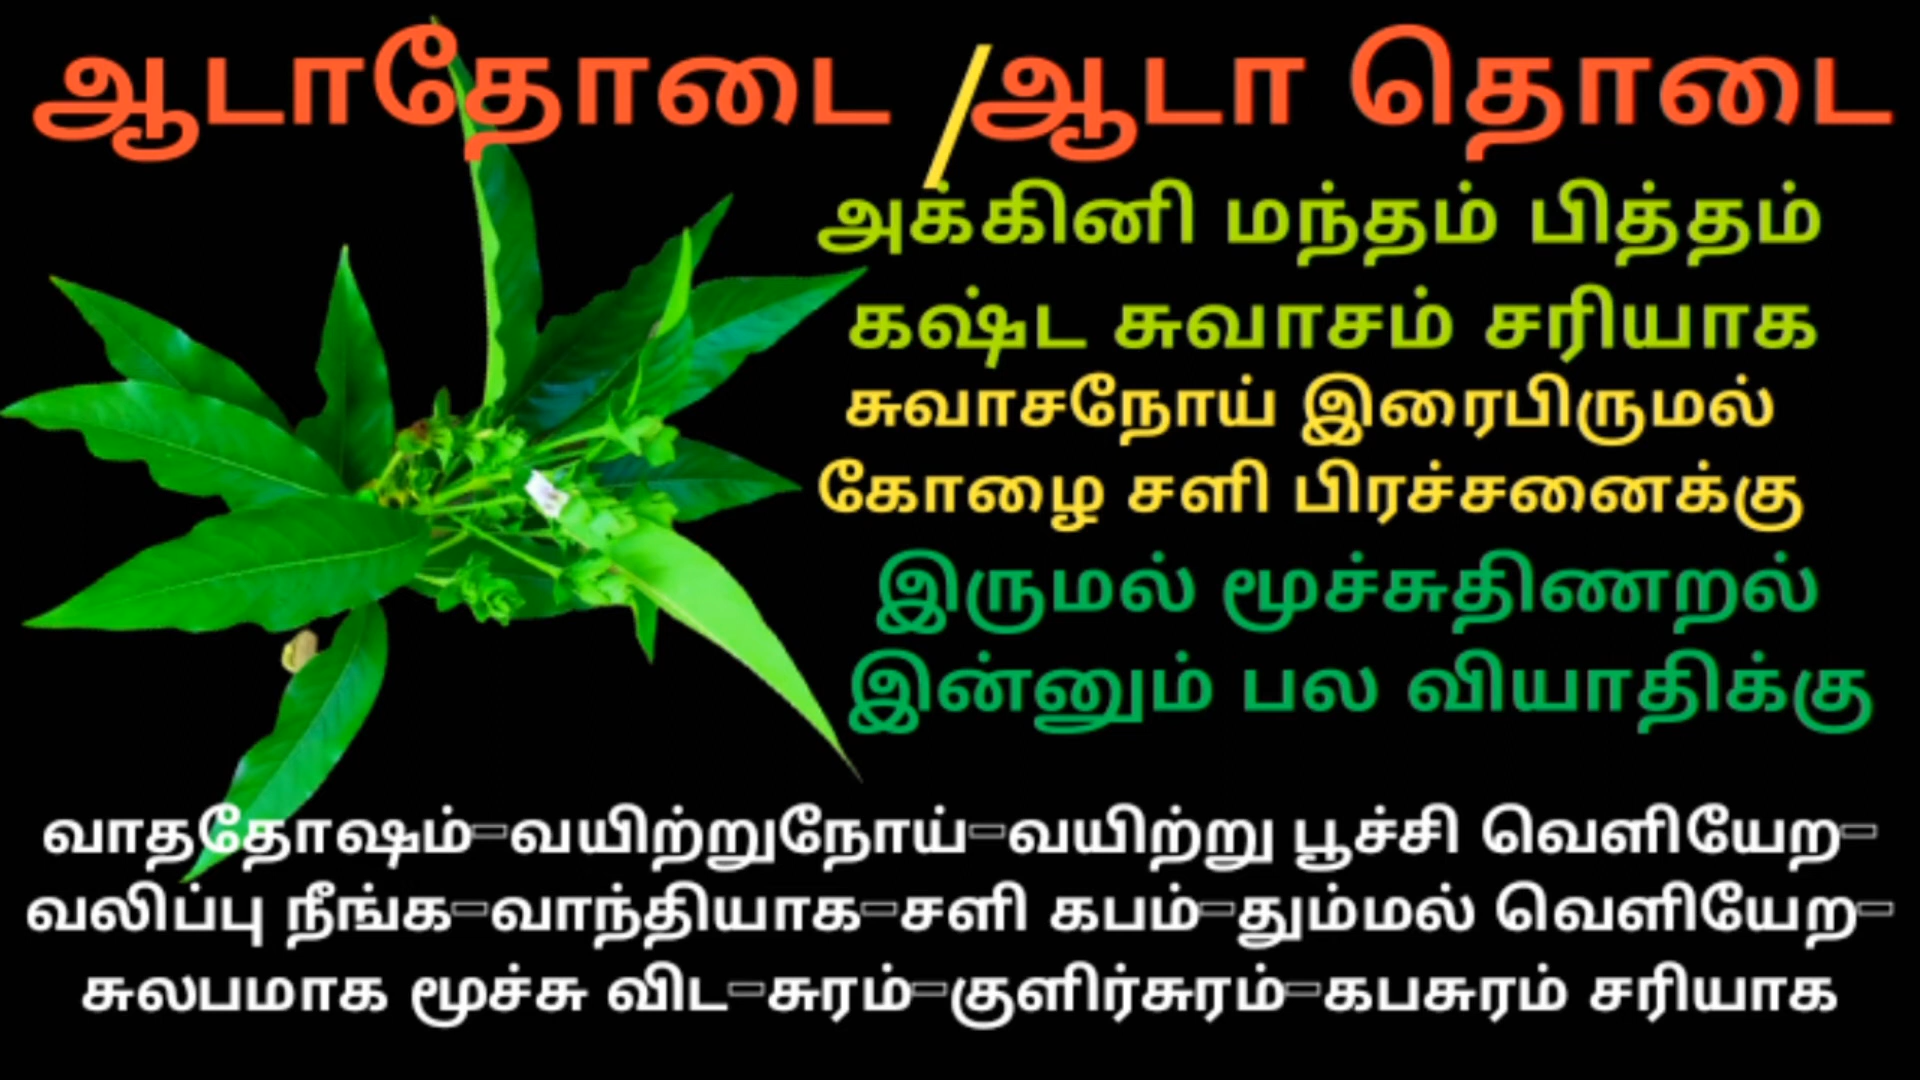 ஆடாதோடை /ஆடா தொடை
அக்கினி மந்தம் பித்தம்
கஷ்ட சுவாசம் சரியாக
சுவாசநோய் இரைபிருமல்
கோழை சளி பிரச்சனைக்கு
இருமல் மூச்சுதிணறல்
இன்னும் பல வியாதிக்கு
வாததோஷம்-வயிற்றுநோய்-வயிற்று பூச்சி வெளியேற-
வலிப்பு நீங்க-வாந்தியாக-சளி கபம்-தும்மல் வெளியேற-
சுலபமாக மூச்சு விட-சுரம்-குளிர்சுரம்-கபசுரம் சரியாக